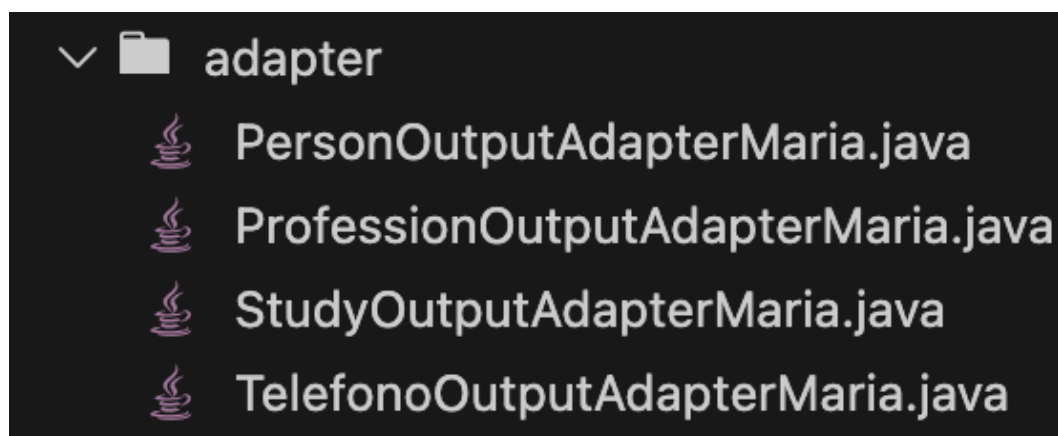 adapter
PersonOutputAdapterMaria.java
ProfessionOutputAdapterMaria.java
StudyOutputAdapterMaria.java
TelefonoOutputAdapterMaria.java